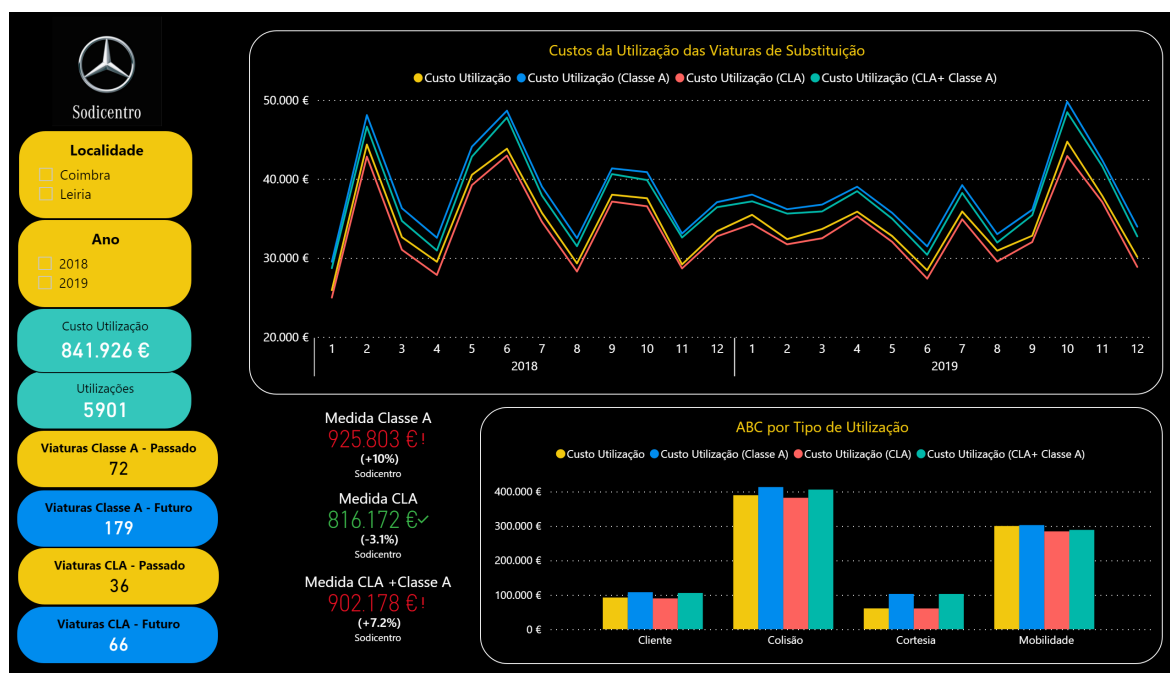 Sodicentro
Localidade
Coimbra
Leiria
Ano
2018
2019
Custo Utilização
841.926 €
Utilizações
5901
Viaturas Classe A - Passado
72
Viaturas Classe A - Futuro
179
Viaturas CLA - Passado
36
Viaturas CLA - Futuro
66
Custos da Utilização das Viaturas de Substituição
Custo Utilização Custo Utilização (Classe A) Custo Utilização (CLA) Custo Utilização (CLA+ Classe A)
50.000 €
40.000 €
30.000 €
20.000 €
1 2 3 4 5 6 7 8 9 10 11 12 1 2 3 4 5 6 7 8 9 10 11 12
2018 2019
Medida Classe A
925.803 €!
(+10%)
Sodicentro
Medida CLA
816.172 €✓
(-3.1%)
Sodicentro
Medida CLA +Classe A
902.178 €!
(+7.2%)
Sodicentro
ABC por Tipo de Utilização
Custo Utilização Custo Utilização (Classe A) Custo Utilização (CLA) Custo Utilização (CLA+ Classe A)
400.000 €
300.000 €
200.000 €
100.000 €
0 €
Cliente Colisão Cortesia Mobilidade